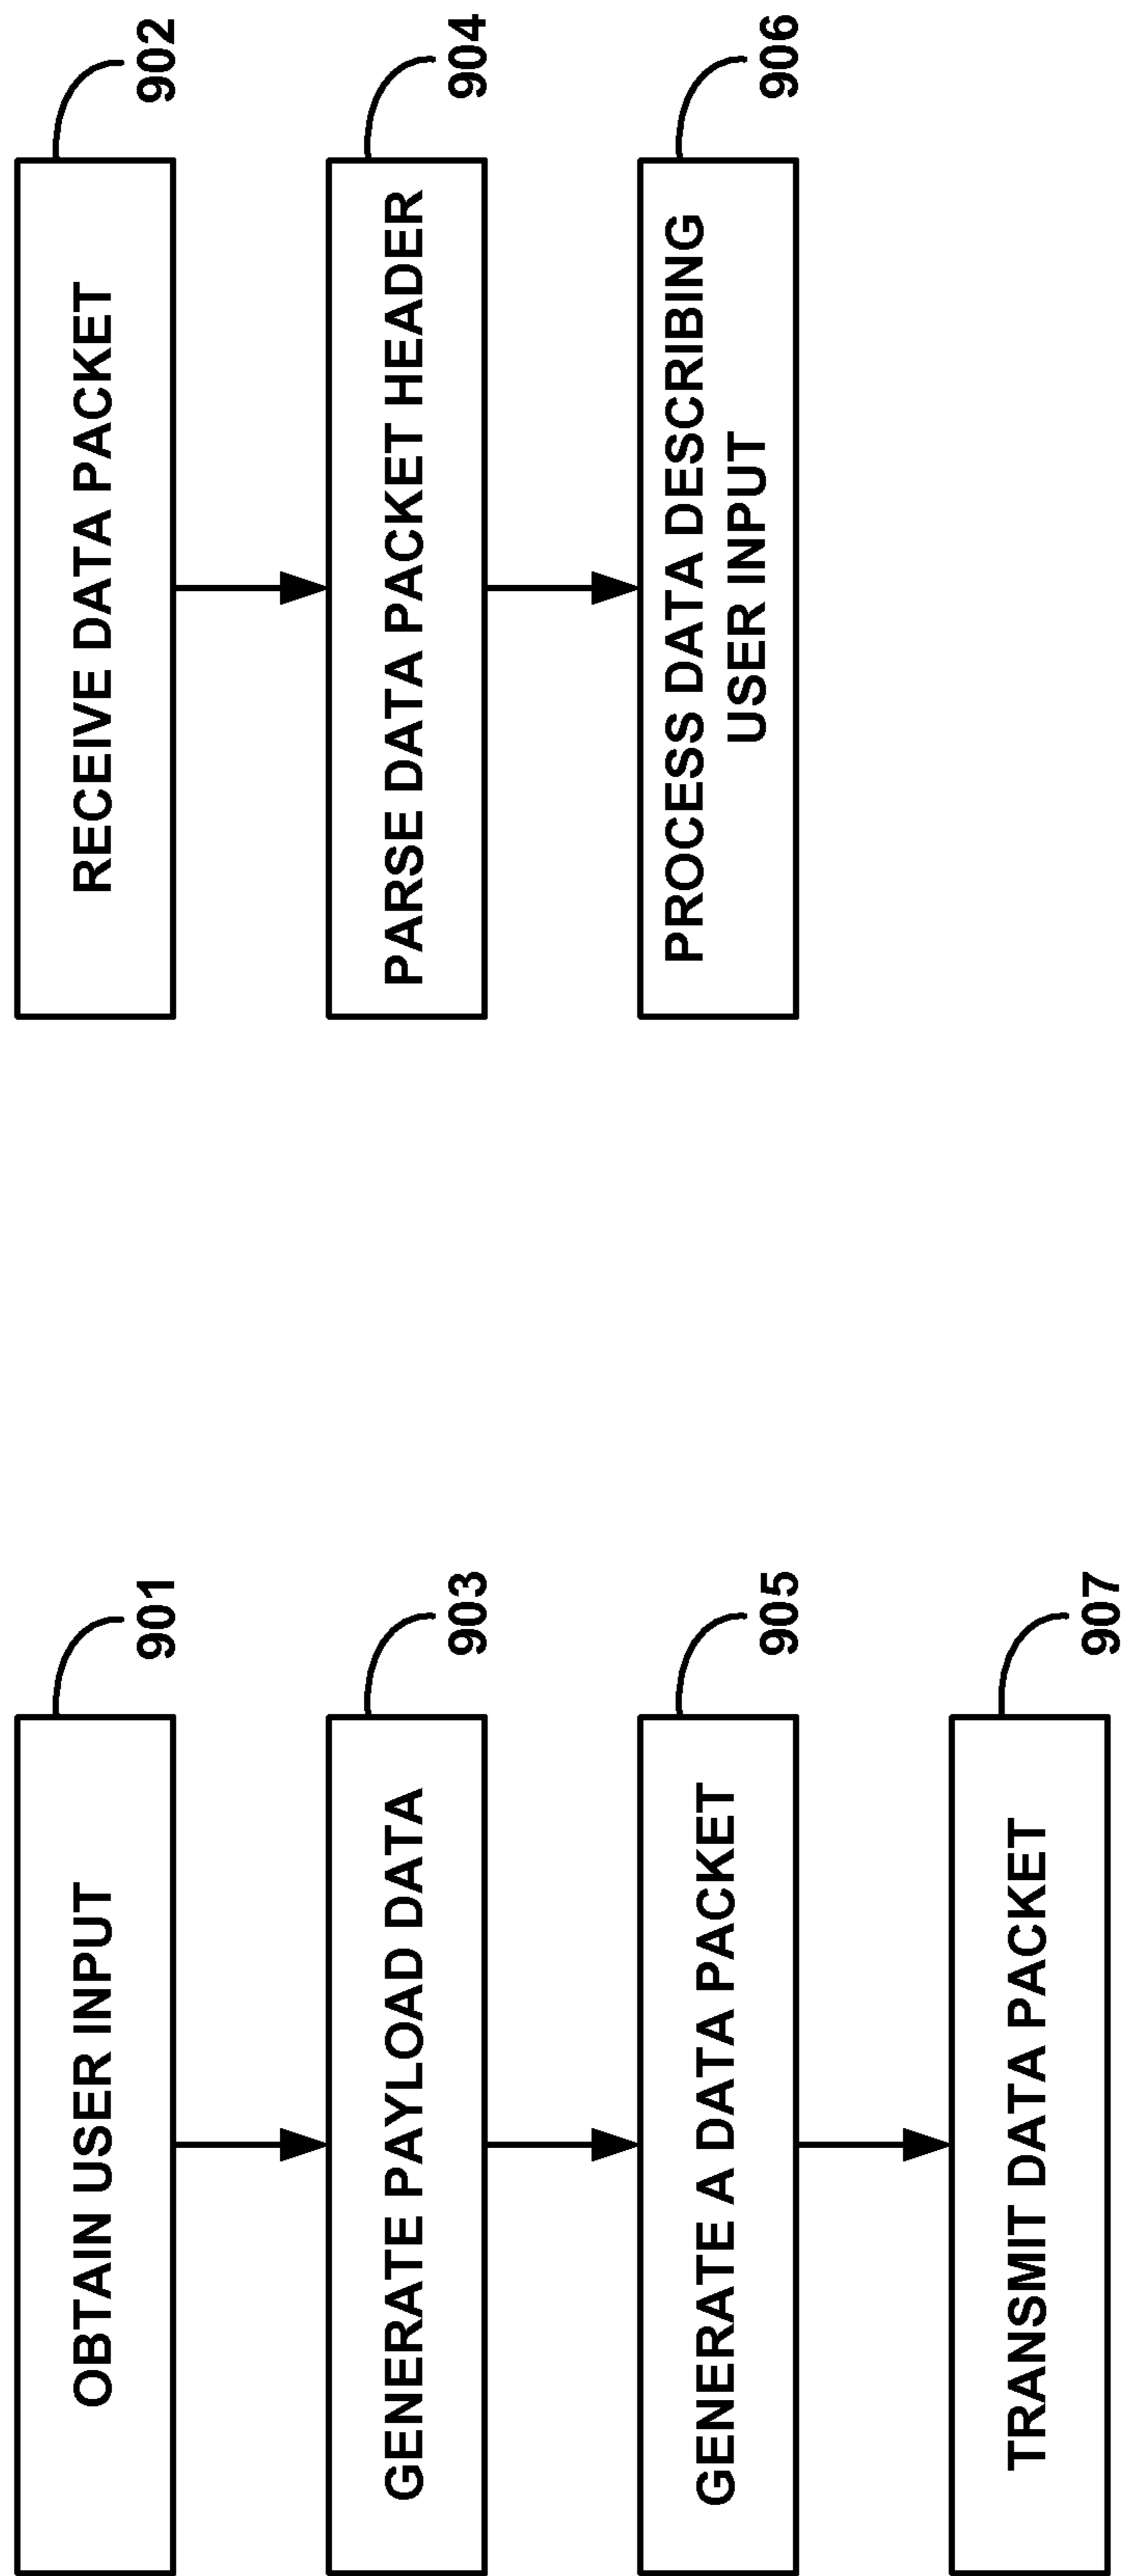 OBTAIN USER INPUT
901
GENERATE PAYLOAD DATA
903
GENERATE A DATA PACKET
905
TRANSMIT DATA PACKET
907
RECEIVE DATA PACKET
902
PARSE DATA PACKET HEADER
904
PROCESS DATA DESCRIBING
USER INPUT
906